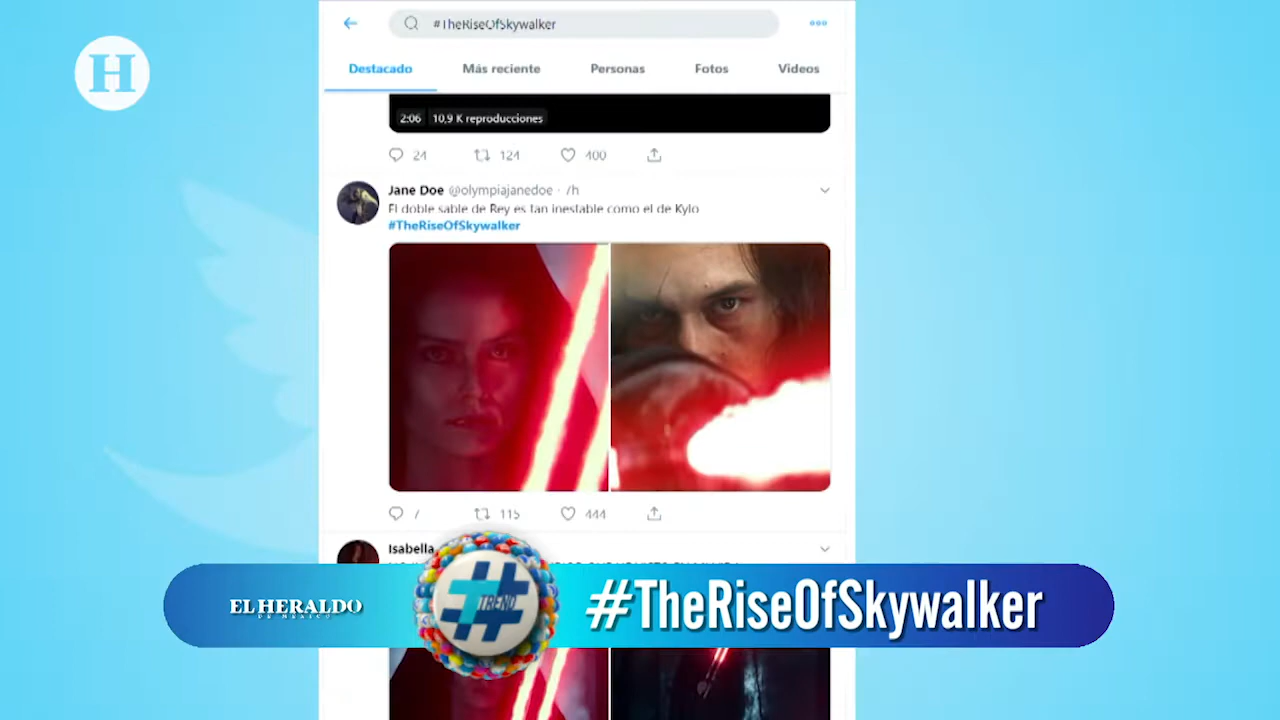 H
#TheRiseOfSkywalker
Destacado Más reciente Personas Fotos Videos
2:06 10,9 K reproducciones
24 124 400
Jane Doe @olympiajanedoe · 7h
El doble sable de Rey es tan inestable como el de Kylo
#TheRiseOfSkywalker
7 115 444
Isabella
EL HERALDO
DE MÉXICO
# TREND
#TheRiseOfSkywalker